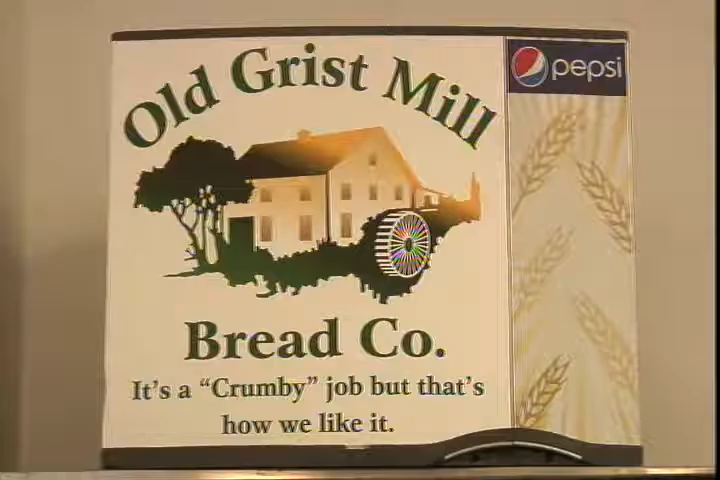 Old Grist Mill
pepsi
Bread Co.
It's a “Crumby” job but that's
how we like it.